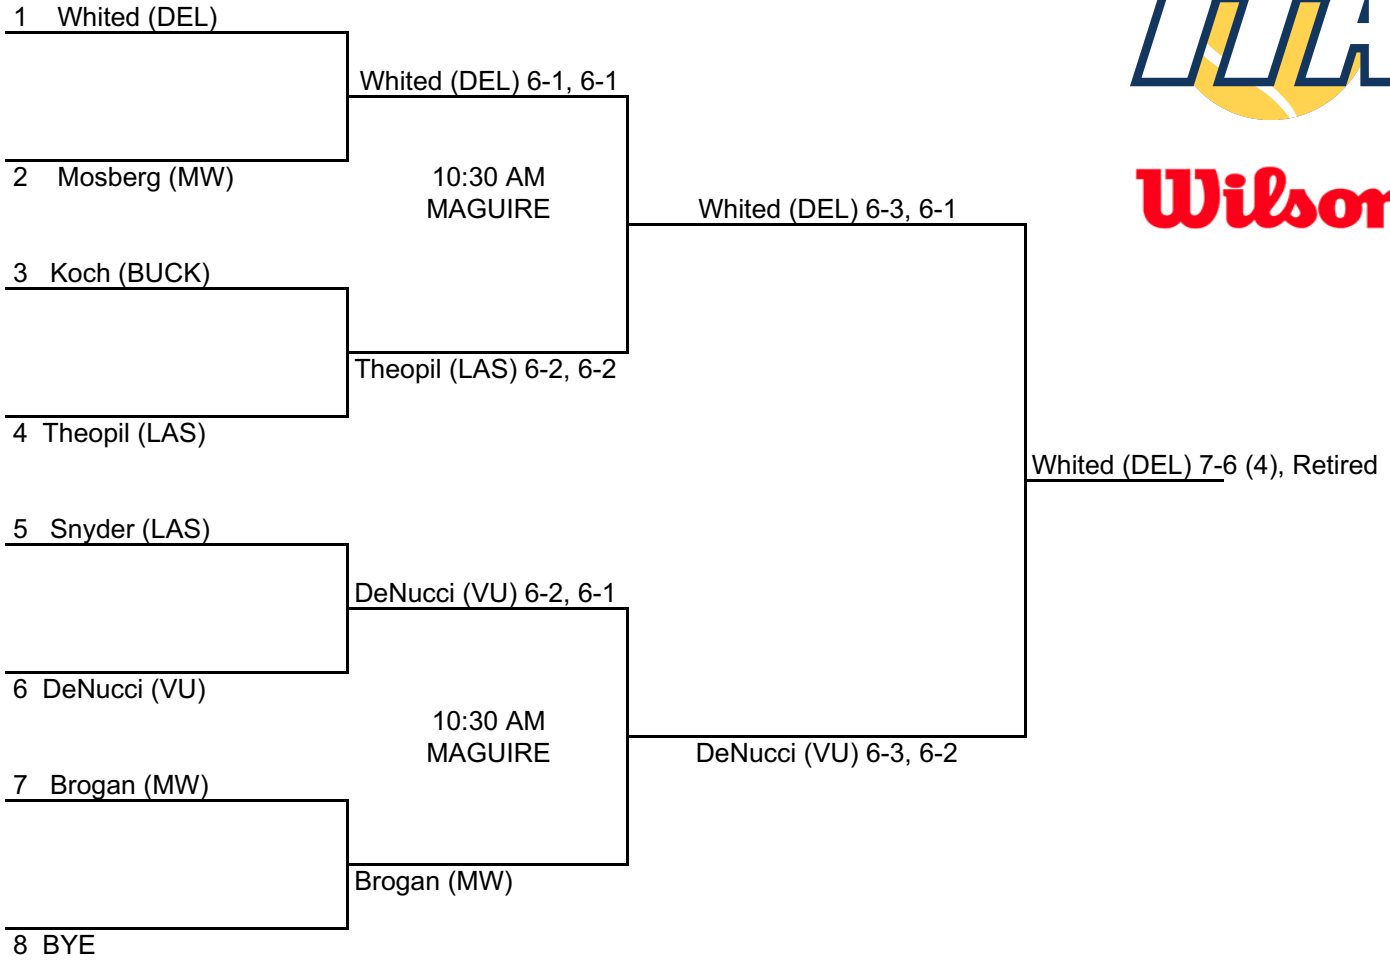 1 Whited (DEL)
Whited (DEL) 6-1, 6-1
2 Mosberg (MW)
10:30 AM
MAGUIRE
Whited (DEL) 6-3, 6-1
3 Koch (BUCK)
Theopil (LAS) 6-2, 6-2
4 Theopil (LAS)
Whited (DEL) 7-6 (4), Retired
5 Snyder (LAS)
DeNucci (VU) 6-2, 6-1
6 DeNucci (VU)
10:30 AM
MAGUIRE
DeNucci (VU) 6-3, 6-2
7 Brogan (MW)
Brogan (MW)
8 BYE
ITA
Wilson